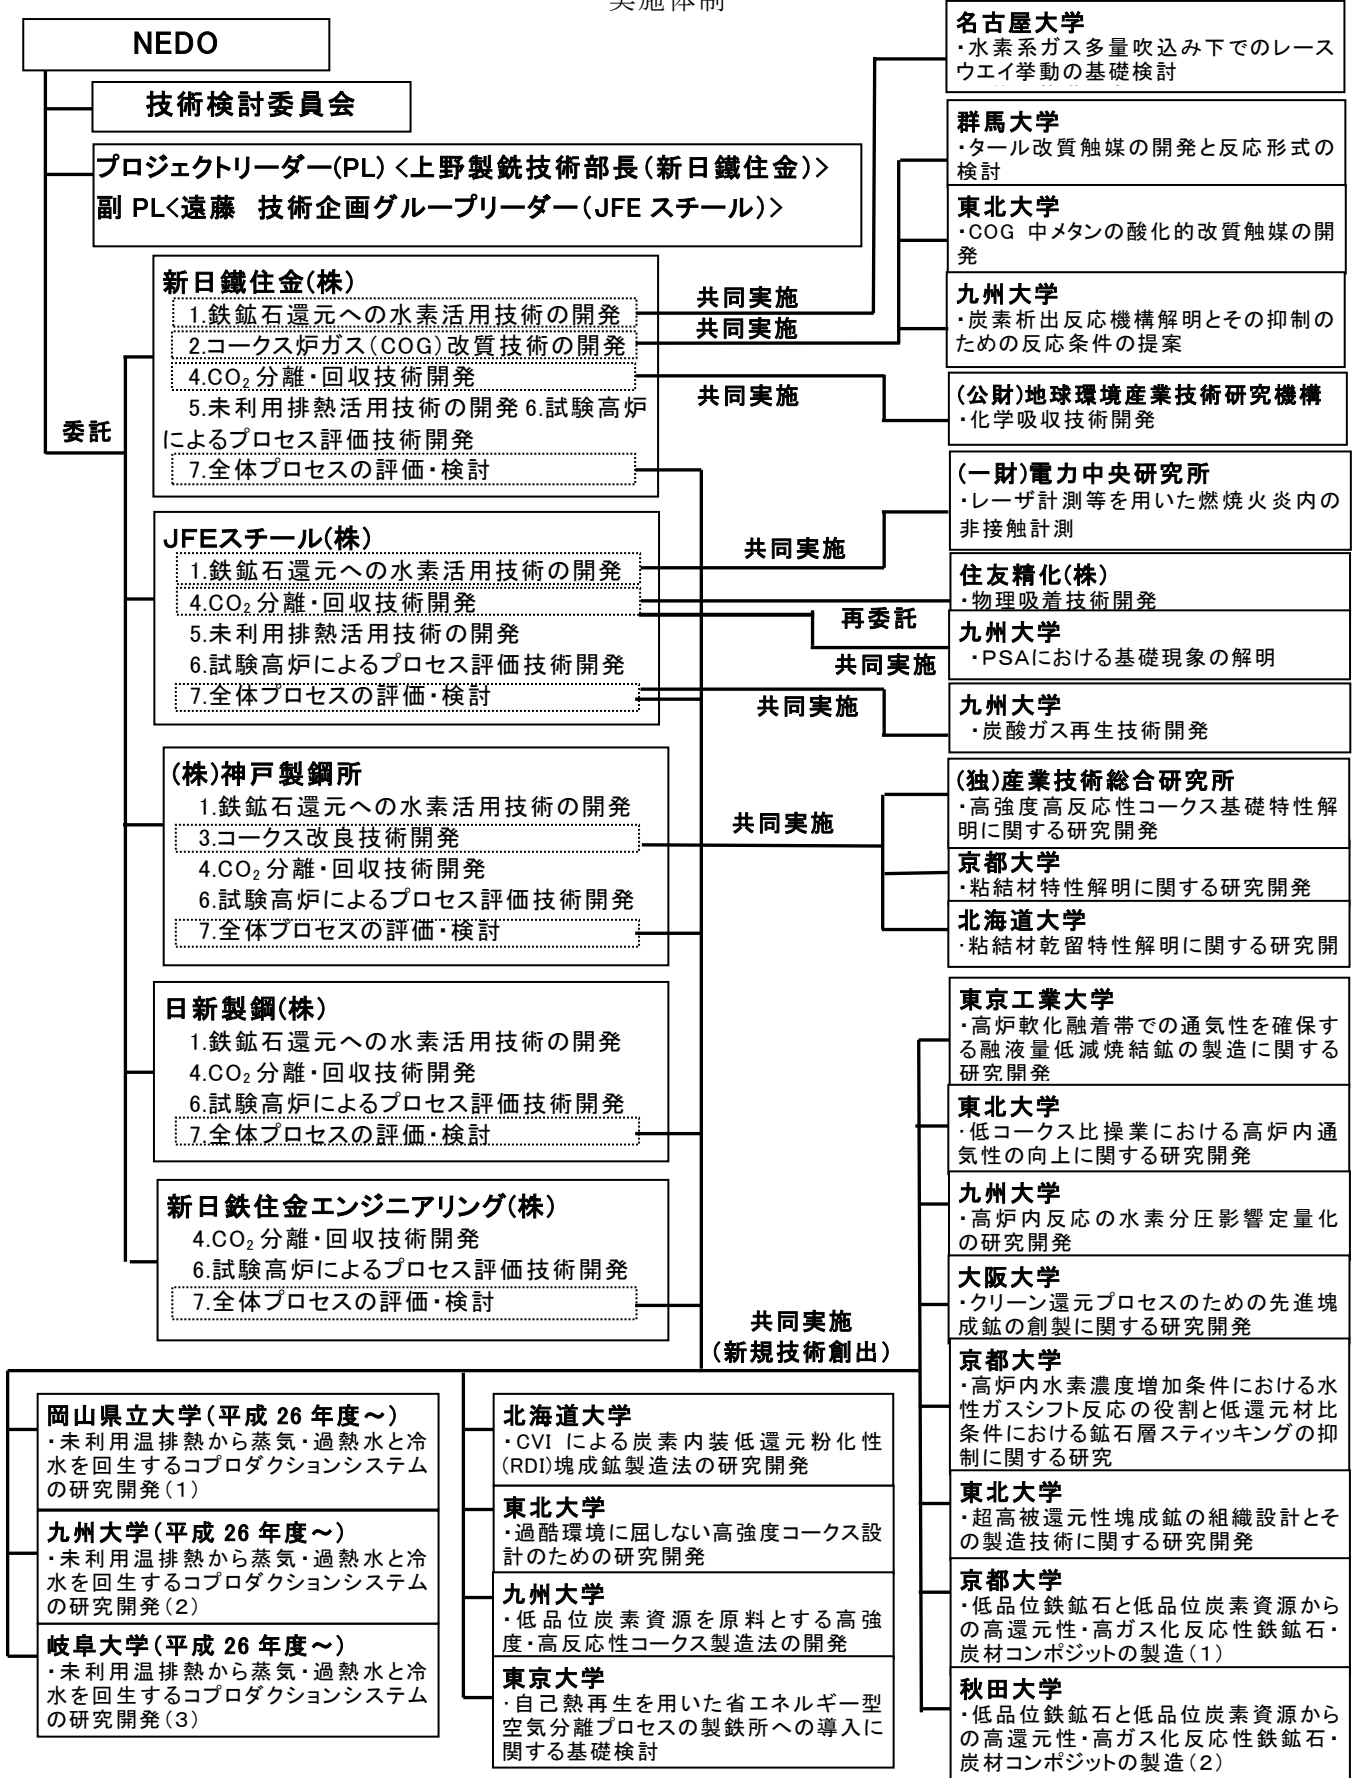 実施体制
NEDO
技術検討委員会
プロジェクトリーダー(PL) <上野製銑技術部長(新日鐵住金)>
副 PL<遠藤 技術企画グループリーダー(JFE スチール)>
委託
新日鐵住金(株)
1.鉄鉱石還元への水素活用技術の開発
2.コークス炉ガス(COG)改質技術の開発
4.CO₂分離・回収技術開発
5.未利用排熱活用技術の開発 6.試験高炉
によるプロセス評価技術開発
7.全体プロセスの評価・検討
共同実施
共同実施
共同実施
JFEスチール(株)
1.鉄鉱石還元への水素活用技術の開発
4.CO₂分離・回収技術開発
5.未利用排熱活用技術の開発
6.試験高炉によるプロセス評価技術開発
7.全体プロセスの評価・検討
共同実施
再委託
共同実施
共同実施
(株)神戸製鋼所
1.鉄鉱石還元への水素活用技術の開発
3.コークス改良技術開発
4.CO₂分離・回収技術開発
6.試験高炉によるプロセス評価技術開発
7.全体プロセスの評価・検討
共同実施
日新製鋼(株)
1.鉄鉱石還元への水素活用技術の開発
4.CO₂分離・回収技術開発
6.試験高炉によるプロセス評価技術開発
7.全体プロセスの評価・検討
新日鉄住金エンジニアリング(株)
4.CO₂分離・回収技術開発
6.試験高炉によるプロセス評価技術開発
7.全体プロセスの評価・検討
共同実施
(新規技術創出)
名古屋大学
・水素系ガス多量吹込み下でのレース
ウエイ挙動の基礎検討
群馬大学
・タール改質触媒の開発と反応形式の
検討
東北大学
・COG 中メタンの酸化的改質触媒の開
発
九州大学
・炭素析出反応機構解明とその抑制の
ための反応条件の提案
(公財)地球環境産業技術研究機構
・化学吸収技術開発
(一財)電力中央研究所
・レーザ計測等を用いた燃焼火炎内の
非接触計測
住友精化(株)
・物理吸着技術開発
九州大学
・PSAにおける基礎現象の解明
九州大学
・炭酸ガス再生技術開発
(独)産業技術総合研究所
・高強度高反応性コークス基礎特性解
明に関する研究開発
京都大学
・粘結材特性解明に関する研究開発
北海道大学
・粘結材乾留特性解明に関する研究開
東京工業大学
・高炉軟化融着帯での通気性を確保す
る融液量低減焼結鉱の製造に関する
研究開発
東北大学
・低コークス比操業における高炉内通
気性の向上に関する研究開発
九州大学
・高炉内反応の水素分圧影響定量化
の研究開発
大阪大学
・クリーン還元プロセスのための先進塊
成鉱の創製に関する研究開発
京都大学
・高炉内水素濃度増加条件における水
性ガスシフト反応の役割と低還元材比
条件における鉱石層スティッキングの抑
制に関する研究
東北大学
・超高被還元性塊成鉱の組織設計とそ
の製造技術に関する研究開発
京都大学
・低品位鉄鉱石と低品位炭素資源から
の高還元性・高ガス化反応性鉄鉱石・
炭材コンポジットの製造(1)
秋田大学
・低品位鉄鉱石と低品位炭素資源から
の高還元性・高ガス化反応性鉄鉱石・
炭材コンポジットの製造(2)
岡山県立大学(平成 26 年度~)
・未利用温排熱から蒸気・過熱水と冷
水を回生するコプロダクションシステム
の研究開発(1)
九州大学(平成 26 年度~)
・未利用温排熱から蒸気・過熱水と冷
水を回生するコプロダクションシステム
の研究開発(2)
岐阜大学(平成 26 年度~)
・未利用温排熱から蒸気・過熱水と冷
水を回生するコプロダクションシステム
の研究開発(3)
北海道大学
・CVI による炭素内装低還元粉化性
(RDI)塊成鉱製造法の研究開発
東北大学
・過酷環境に屈しない高強度コークス設
計のための研究開発
九州大学
・低品位炭素資源を原料とする高強
度・高反応性コークス製造法の開発
東京大学
・自己熱再生を用いた省エネルギー型
空気分離プロセスの製鉄所への導入に
関する基礎検討